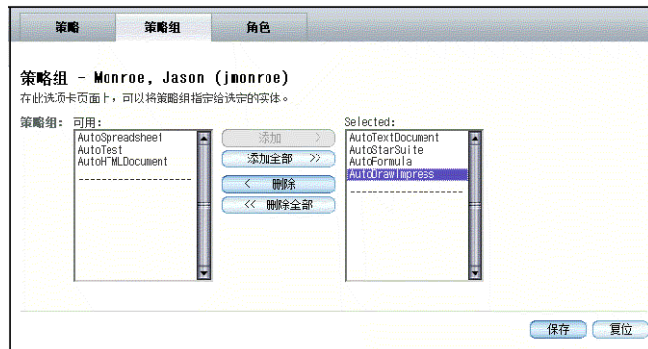 策略 策略组 角色
策略组 - Monroe, Jason (jmonroe)
在此选项卡页面上，可以将策略组指定给选定的实体。
策略组: 可用:
AutoSpreadsheet
AutoTest
AutoHTMLDocument
添加 >
添加全部 >>
< 删除
<< 删除全部
Selected:
AutoTextDocument
AutoStarSuite
AutoFormula
AutoDrawImpress
保存 复位